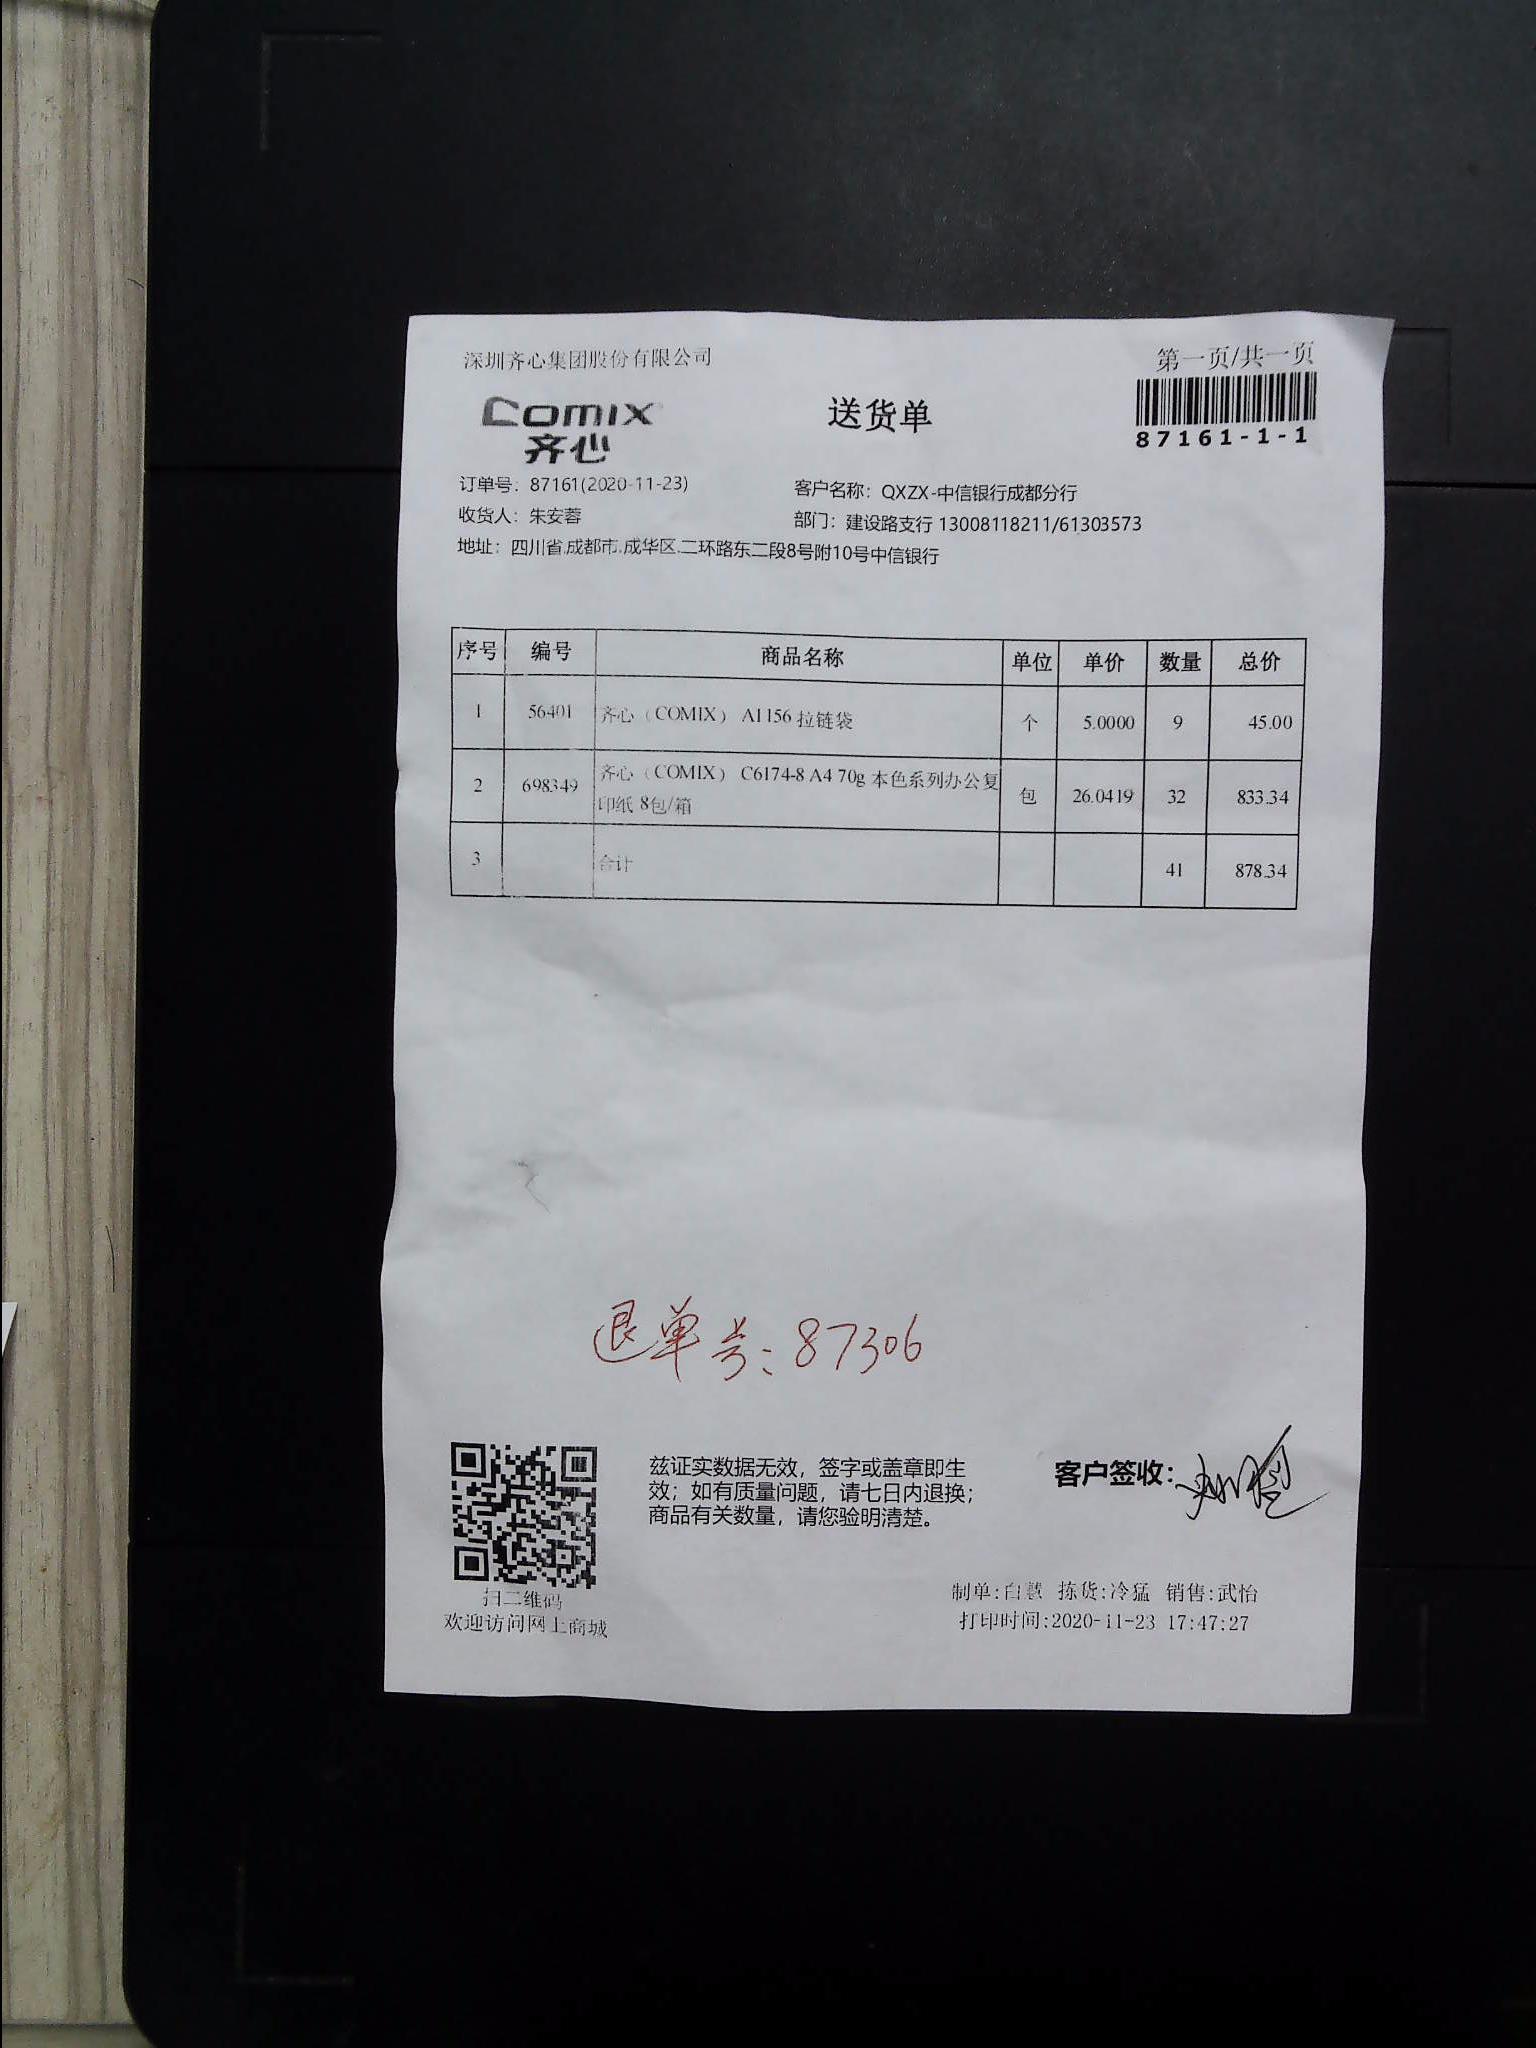 深圳齐心集团股份有限公司
第一页/共一页
Comix
齐心
送货单
87161-1-1
订单号：87161(2020-11-23)
客户名称：QXZX-中信银行成都分行
收货人：朱安蓉
部门：建设路支行 13008118211/61303573
地址：四川省.成都市.成华区.二环路东二段8号附10号中信银行
序号 编号 商品名称 单位 单价 数量 总价
1 56401 齐心（COMIX） A1156 拉链袋 个 5.0000 9 45.00
2 698349 齐心（COMIX） C6174-8 A4 70g 本色系列办公复
印纸 8包/箱 包 26.0419 32 833.34
3 合计 41 878.34
退单号：87306
兹证实数据无效，签字或盖章即生
效；如有质量问题，请七日内退换；
商品有关数量，请您验明清楚。
客户签收：
扫二维码
欢迎访问网上商城
制单:白慧 拣货:冷猛 销售:武怡
打印时间:2020-11-23 17:47:27